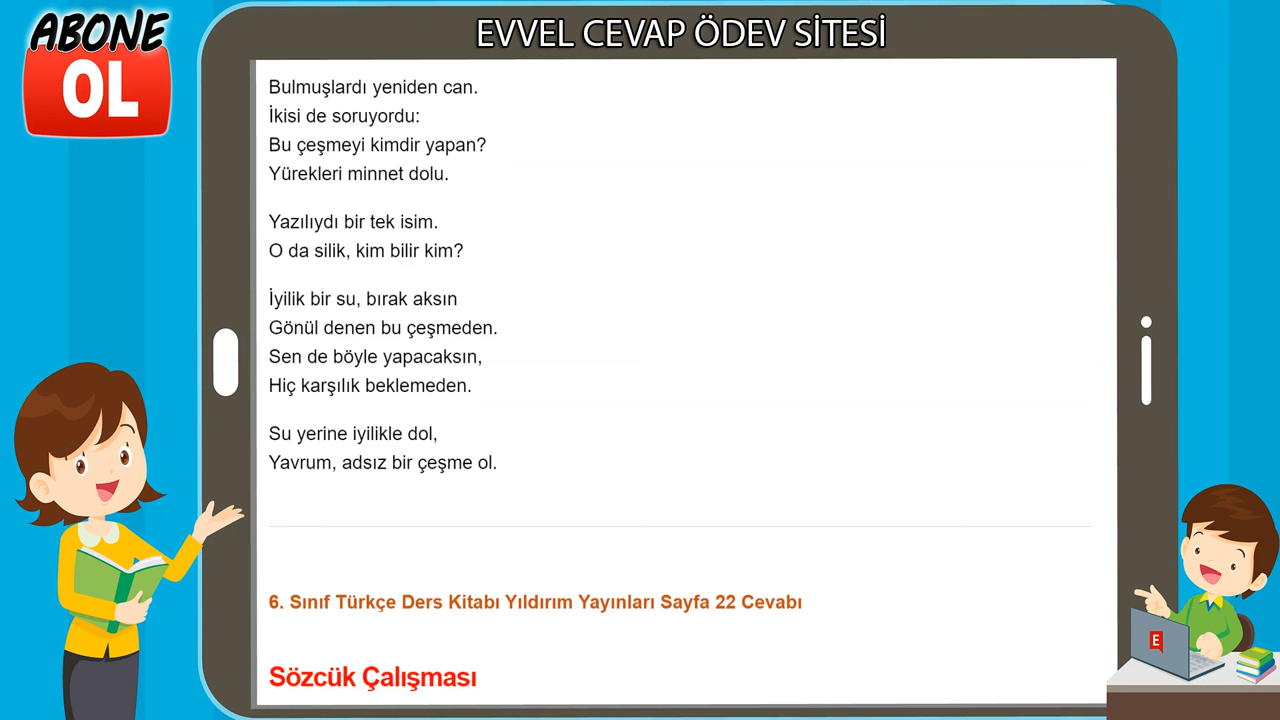 ABONE
OL
EVVEL CEVAP ÖDEV SİTESİ
Bulmuşlardı yeniden can.
İkisi de soruyordu:
Bu çeşmeyi kimdir yapan?
Yürekleri minnet dolu.
Yazılıydı bir tek isim.
O da silik, kim bilir kim?
İyilik bir su, bırak aksın
Gönül denen bu çeşmeden.
Sen de böyle yapacaksın,
Hiç karşılık beklemeden.
Su yerine iyilikle dol,
Yavrum, adsız bir çeşme ol.
6. Sınıf Türkçe Ders Kitabı Yıldırım Yayınları Sayfa 22 Cevabı
Sözcük Çalışması
E